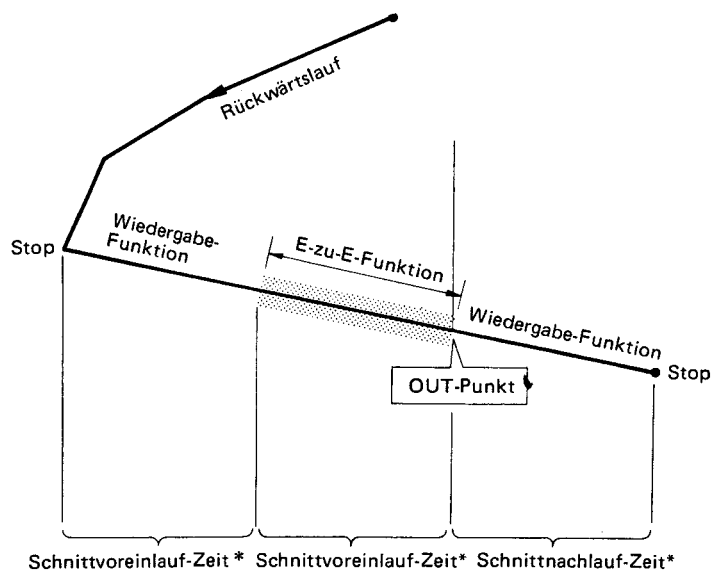 Rückwärtslauf
Wiedergabe-
Funktion
E-zu-E-Funktion
Stop
Wiedergabe-Funktion
OUT-Punkt
Stop
Schnittvoreinlauf-Zeit* Schnittvoreinlauf-Zeit* Schnittnachlauf-Zeit*